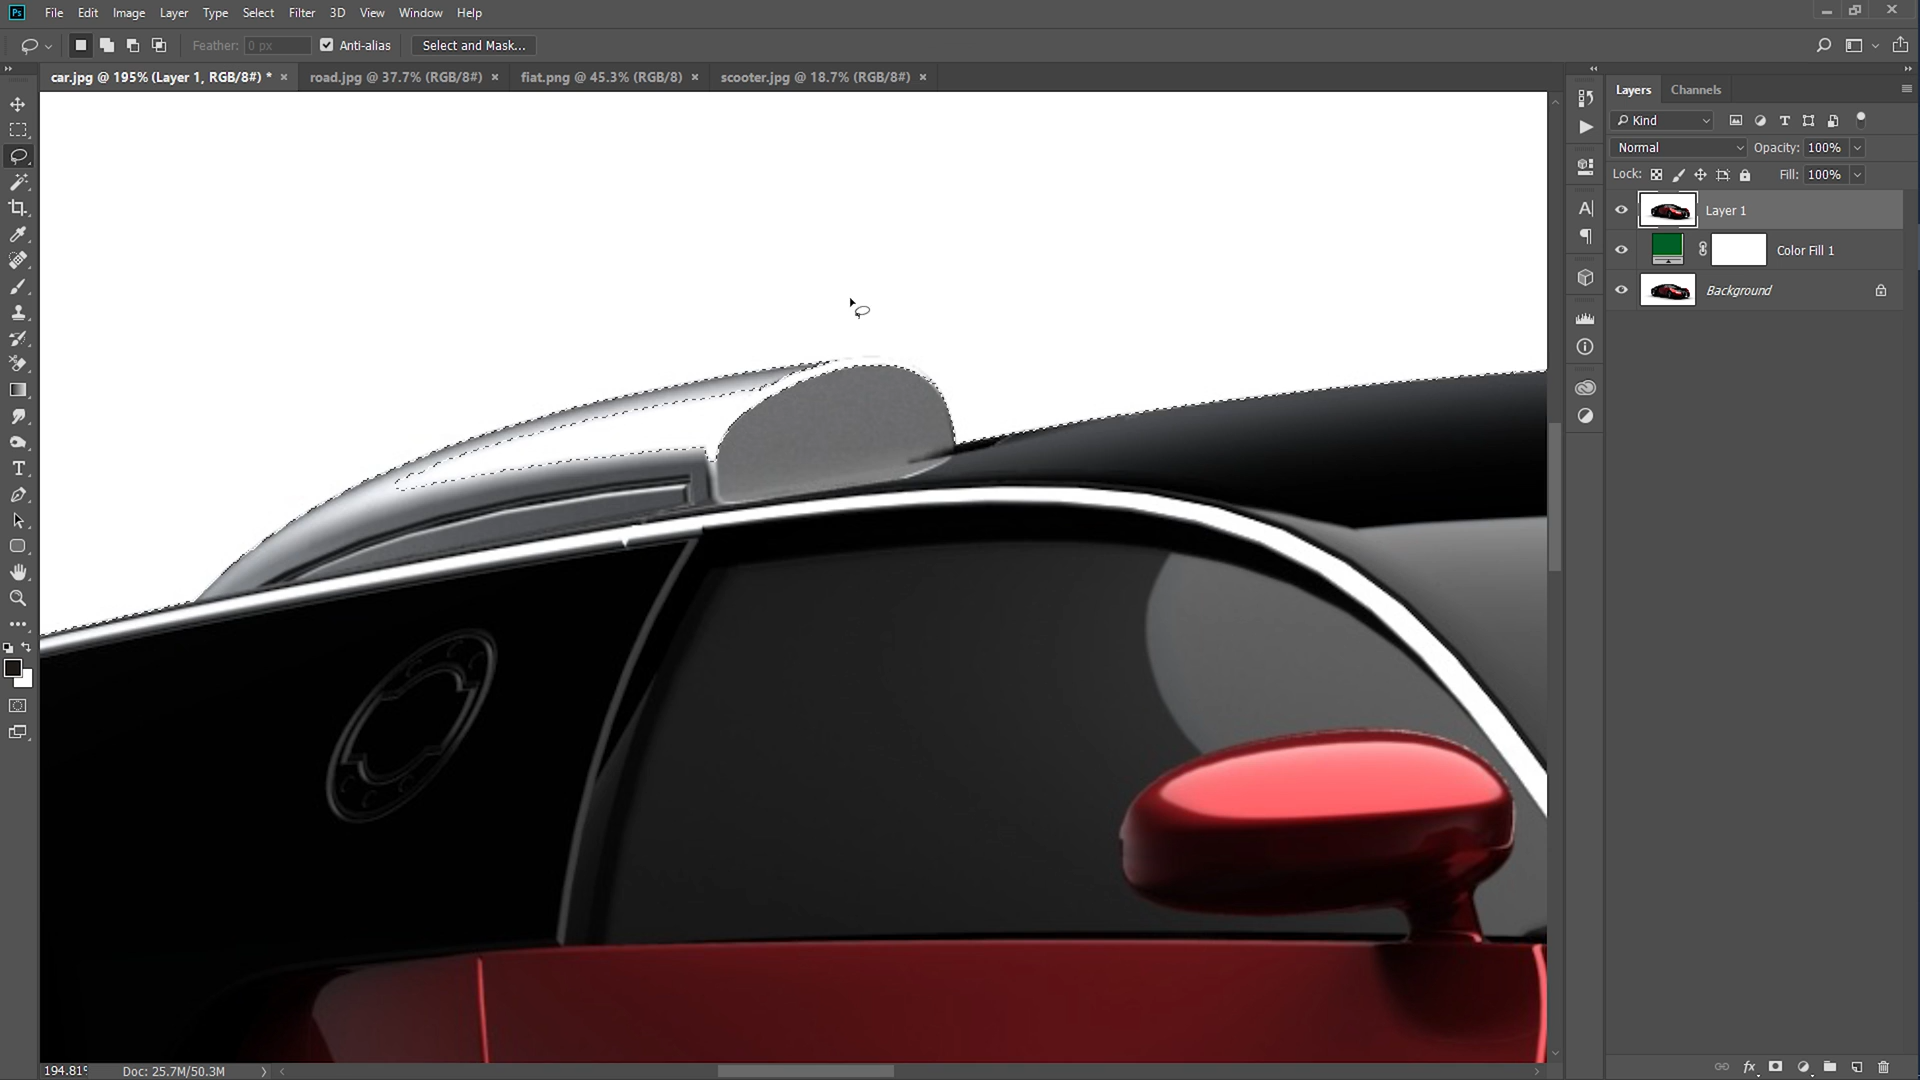 Ps File Edit Image Layer Type Select Filter 3D View Window Help
Feather: 0 px Anti-alias Select and Mask...
car.jpg @ 195% (Layer 1, RGB/8#) * × road.jpg @ 37.7% (RGB/8#) × fiat.png @ 45.3% (RGB/8) × scooter.jpg @ 18.7% (RGB/8#) ×
Layers Channels
Kind
Normal Opacity: 100%
Lock: Fill: 100%
Layer 1
Color Fill 1
Background
194.81% Doc: 25.7M/50.3M